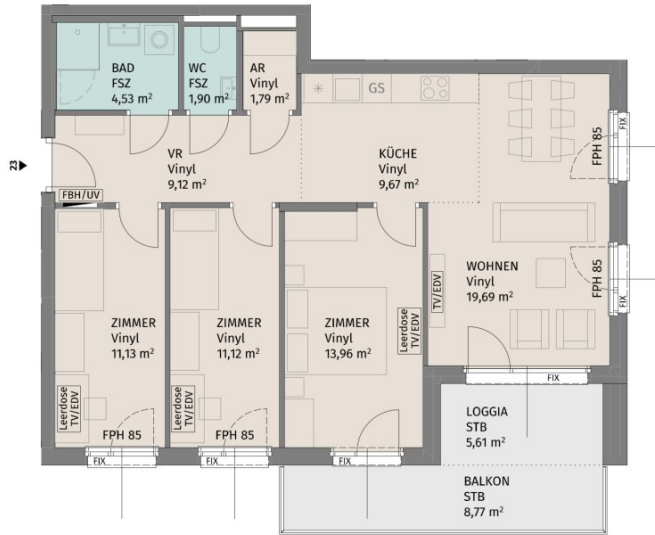 BAD
FSZ
4,53 m²
WC
FSZ
1,90 m²
AR
Vinyl
1,79 m²
GS
FIX
FPH 85
23
VR
Vinyl
9,12 m²
KÜCHE
Vinyl
9,67 m²
FBH/UV
WOHNEN
Vinyl
19,69 m²
TV/EDV
FPH 85
FIX
ZIMMER
Vinyl
11,13 m²
ZIMMER
Vinyl
11,12 m²
ZIMMER
Vinyl
13,96 m²
Leerdose
TV/EDV
Leerdose
TV/EDV
Leerdose
TV/EDV
FIX
LOGGIA
STB
5,61 m²
FPH 85
FPH 85
FIX
FIX
FIX
BALKON
STB
8,77 m²